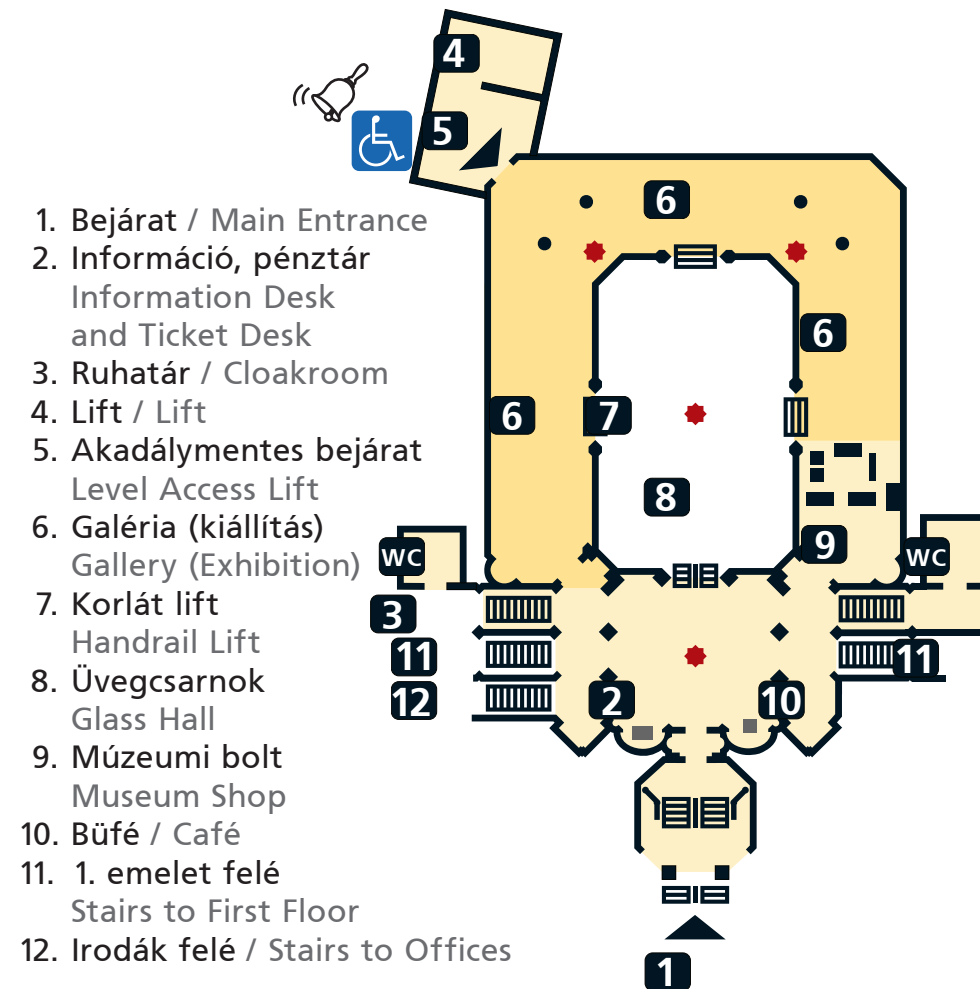 4
5
6
6
6
7
8
9
WC
WC
3
11
11
12
2
10
1
1. Bejárat / Main Entrance
2. Információ, pénztár
Information Desk
and Ticket Desk
3. Ruhatár / Cloakroom
4. Lift / Lift
5. Akadálymentes bejárat
Level Access Lift
6. Galéria (kiállítás)
Gallery (Exhibition)
7. Korlát lift
Handrail Lift
8. Üvegcsarnok
Glass Hall
9. Múzeumi bolt
Museum Shop
10. Büfé / Café
11. 1. emelet felé
Stairs to First Floor
12. Irodák felé / Stairs to Offices